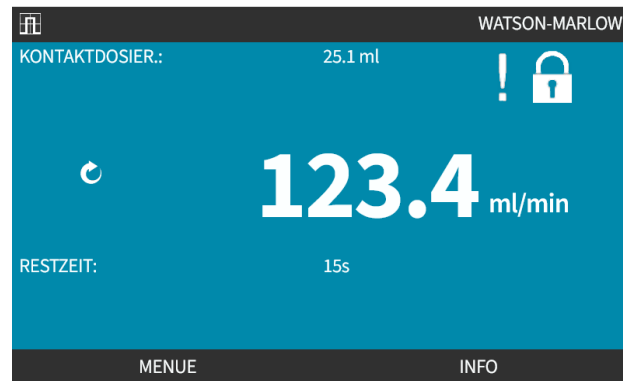 WATSON-MARLOW
KONTAKTDOSIER.: 25.1 ml
!
123.4 ml/min
RESTZEIT: 15s
MENUE INFO